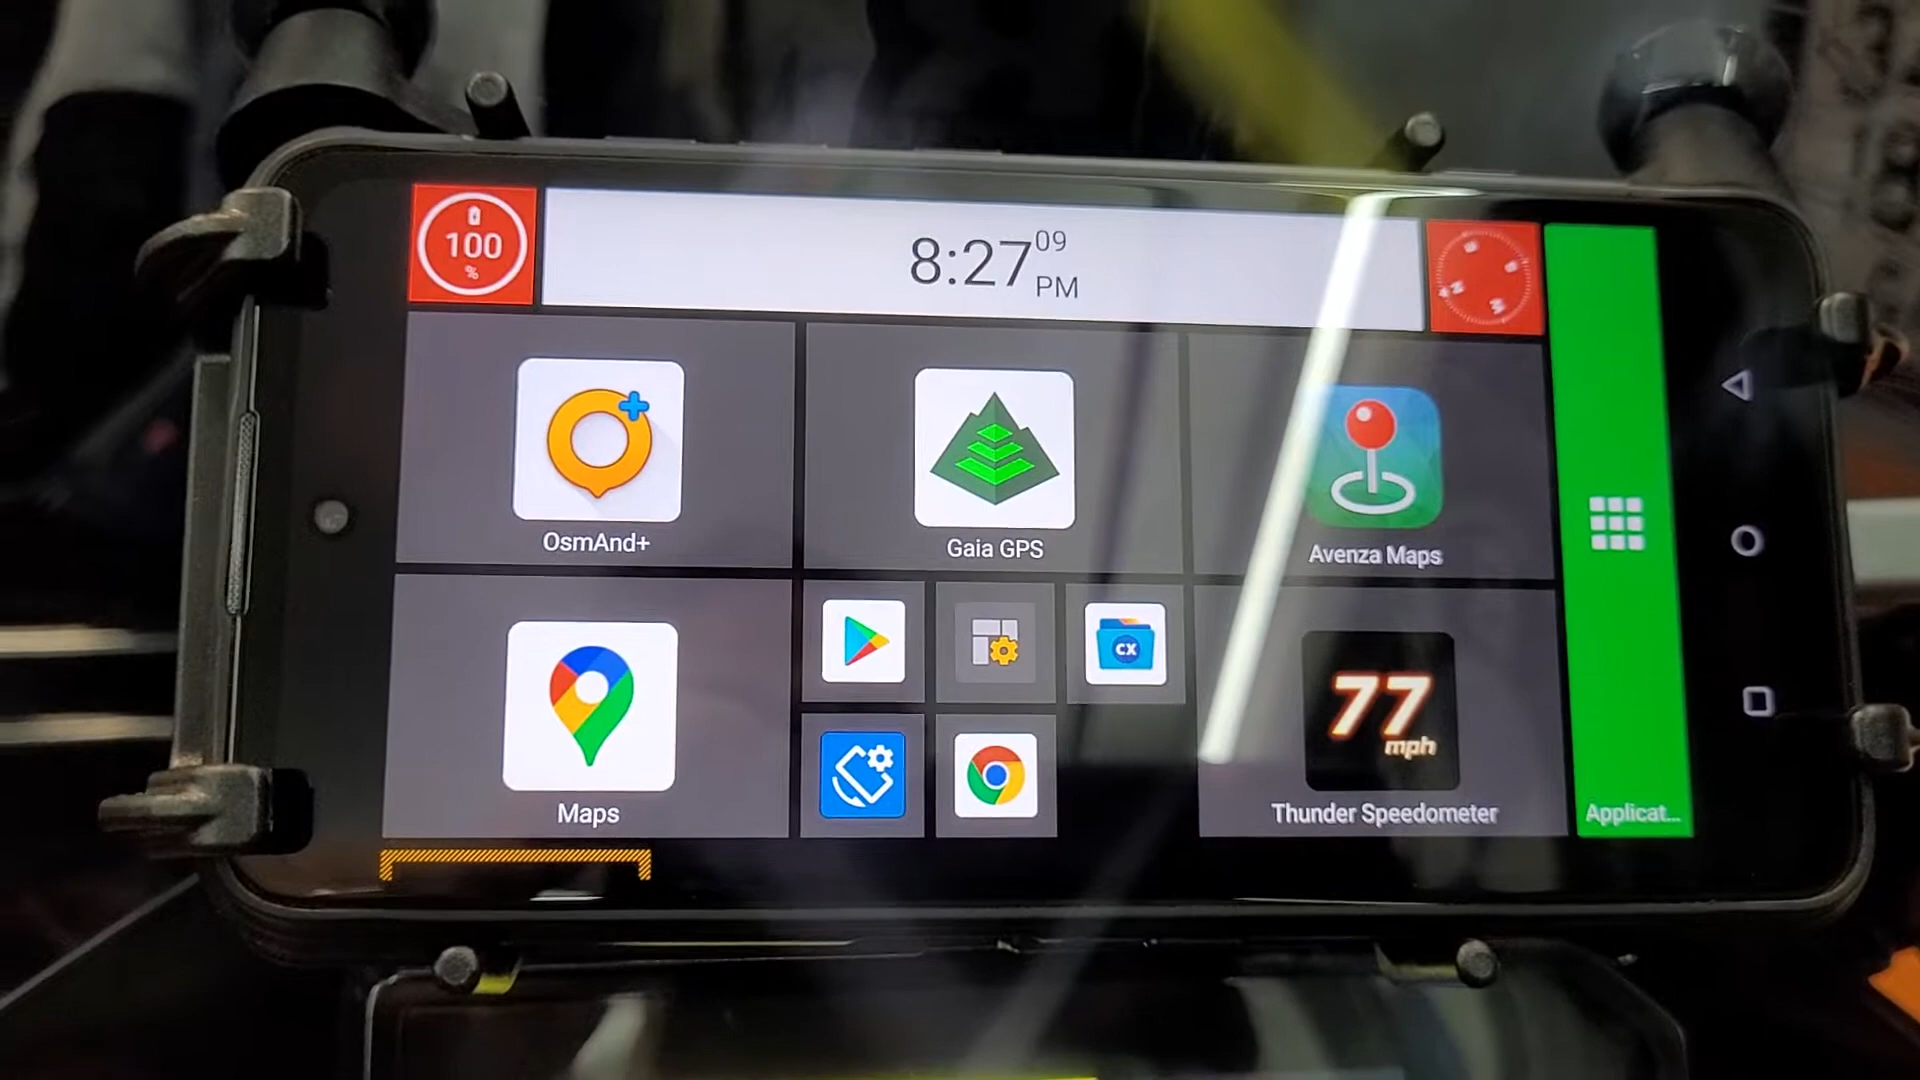 100
%
8:27
09
PM
OsmAnd+
Gaia GPS
Avenza Maps
CX
77
mph
Maps
Thunder Speedometer
Applicat...